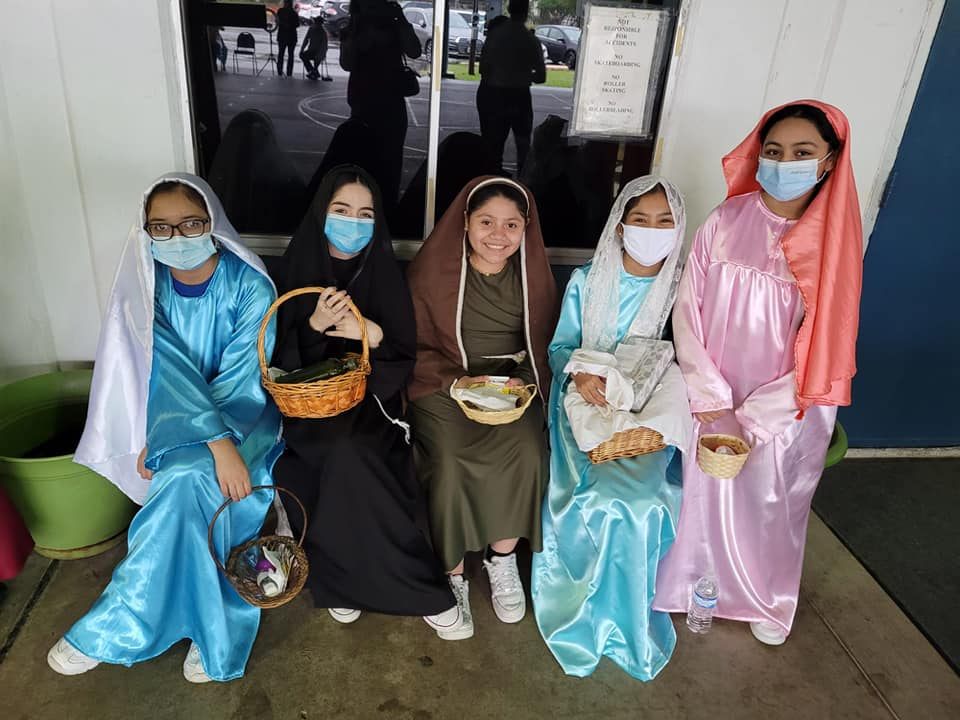 NOT
RESPONSIBLE
FOR
ACCIDENTS
NO
SKATEBOARDING
NO
ROLLER
SKATING
NO
ROLLERBLADING